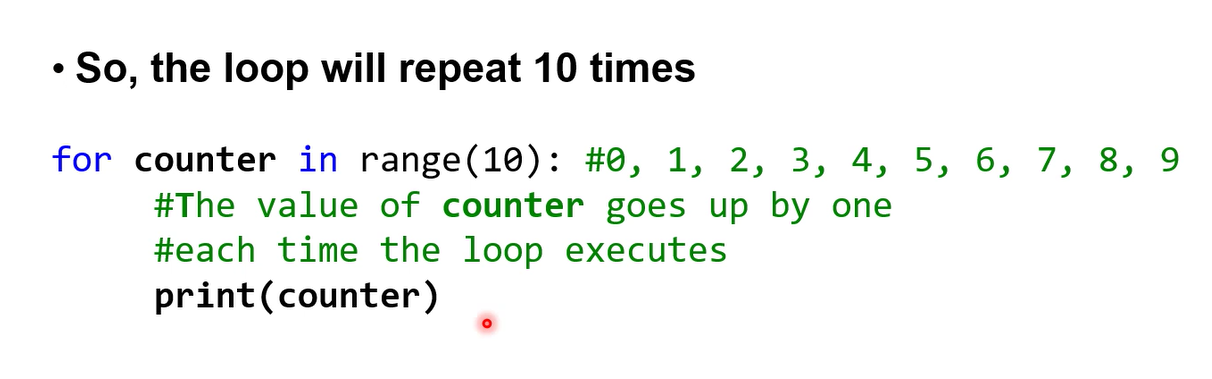 • So, the loop will repeat 10 times
for counter in range(10): #0, 1, 2, 3, 4, 5, 6, 7, 8, 9
#The value of counter goes up by one
#each time the loop executes
print(counter)